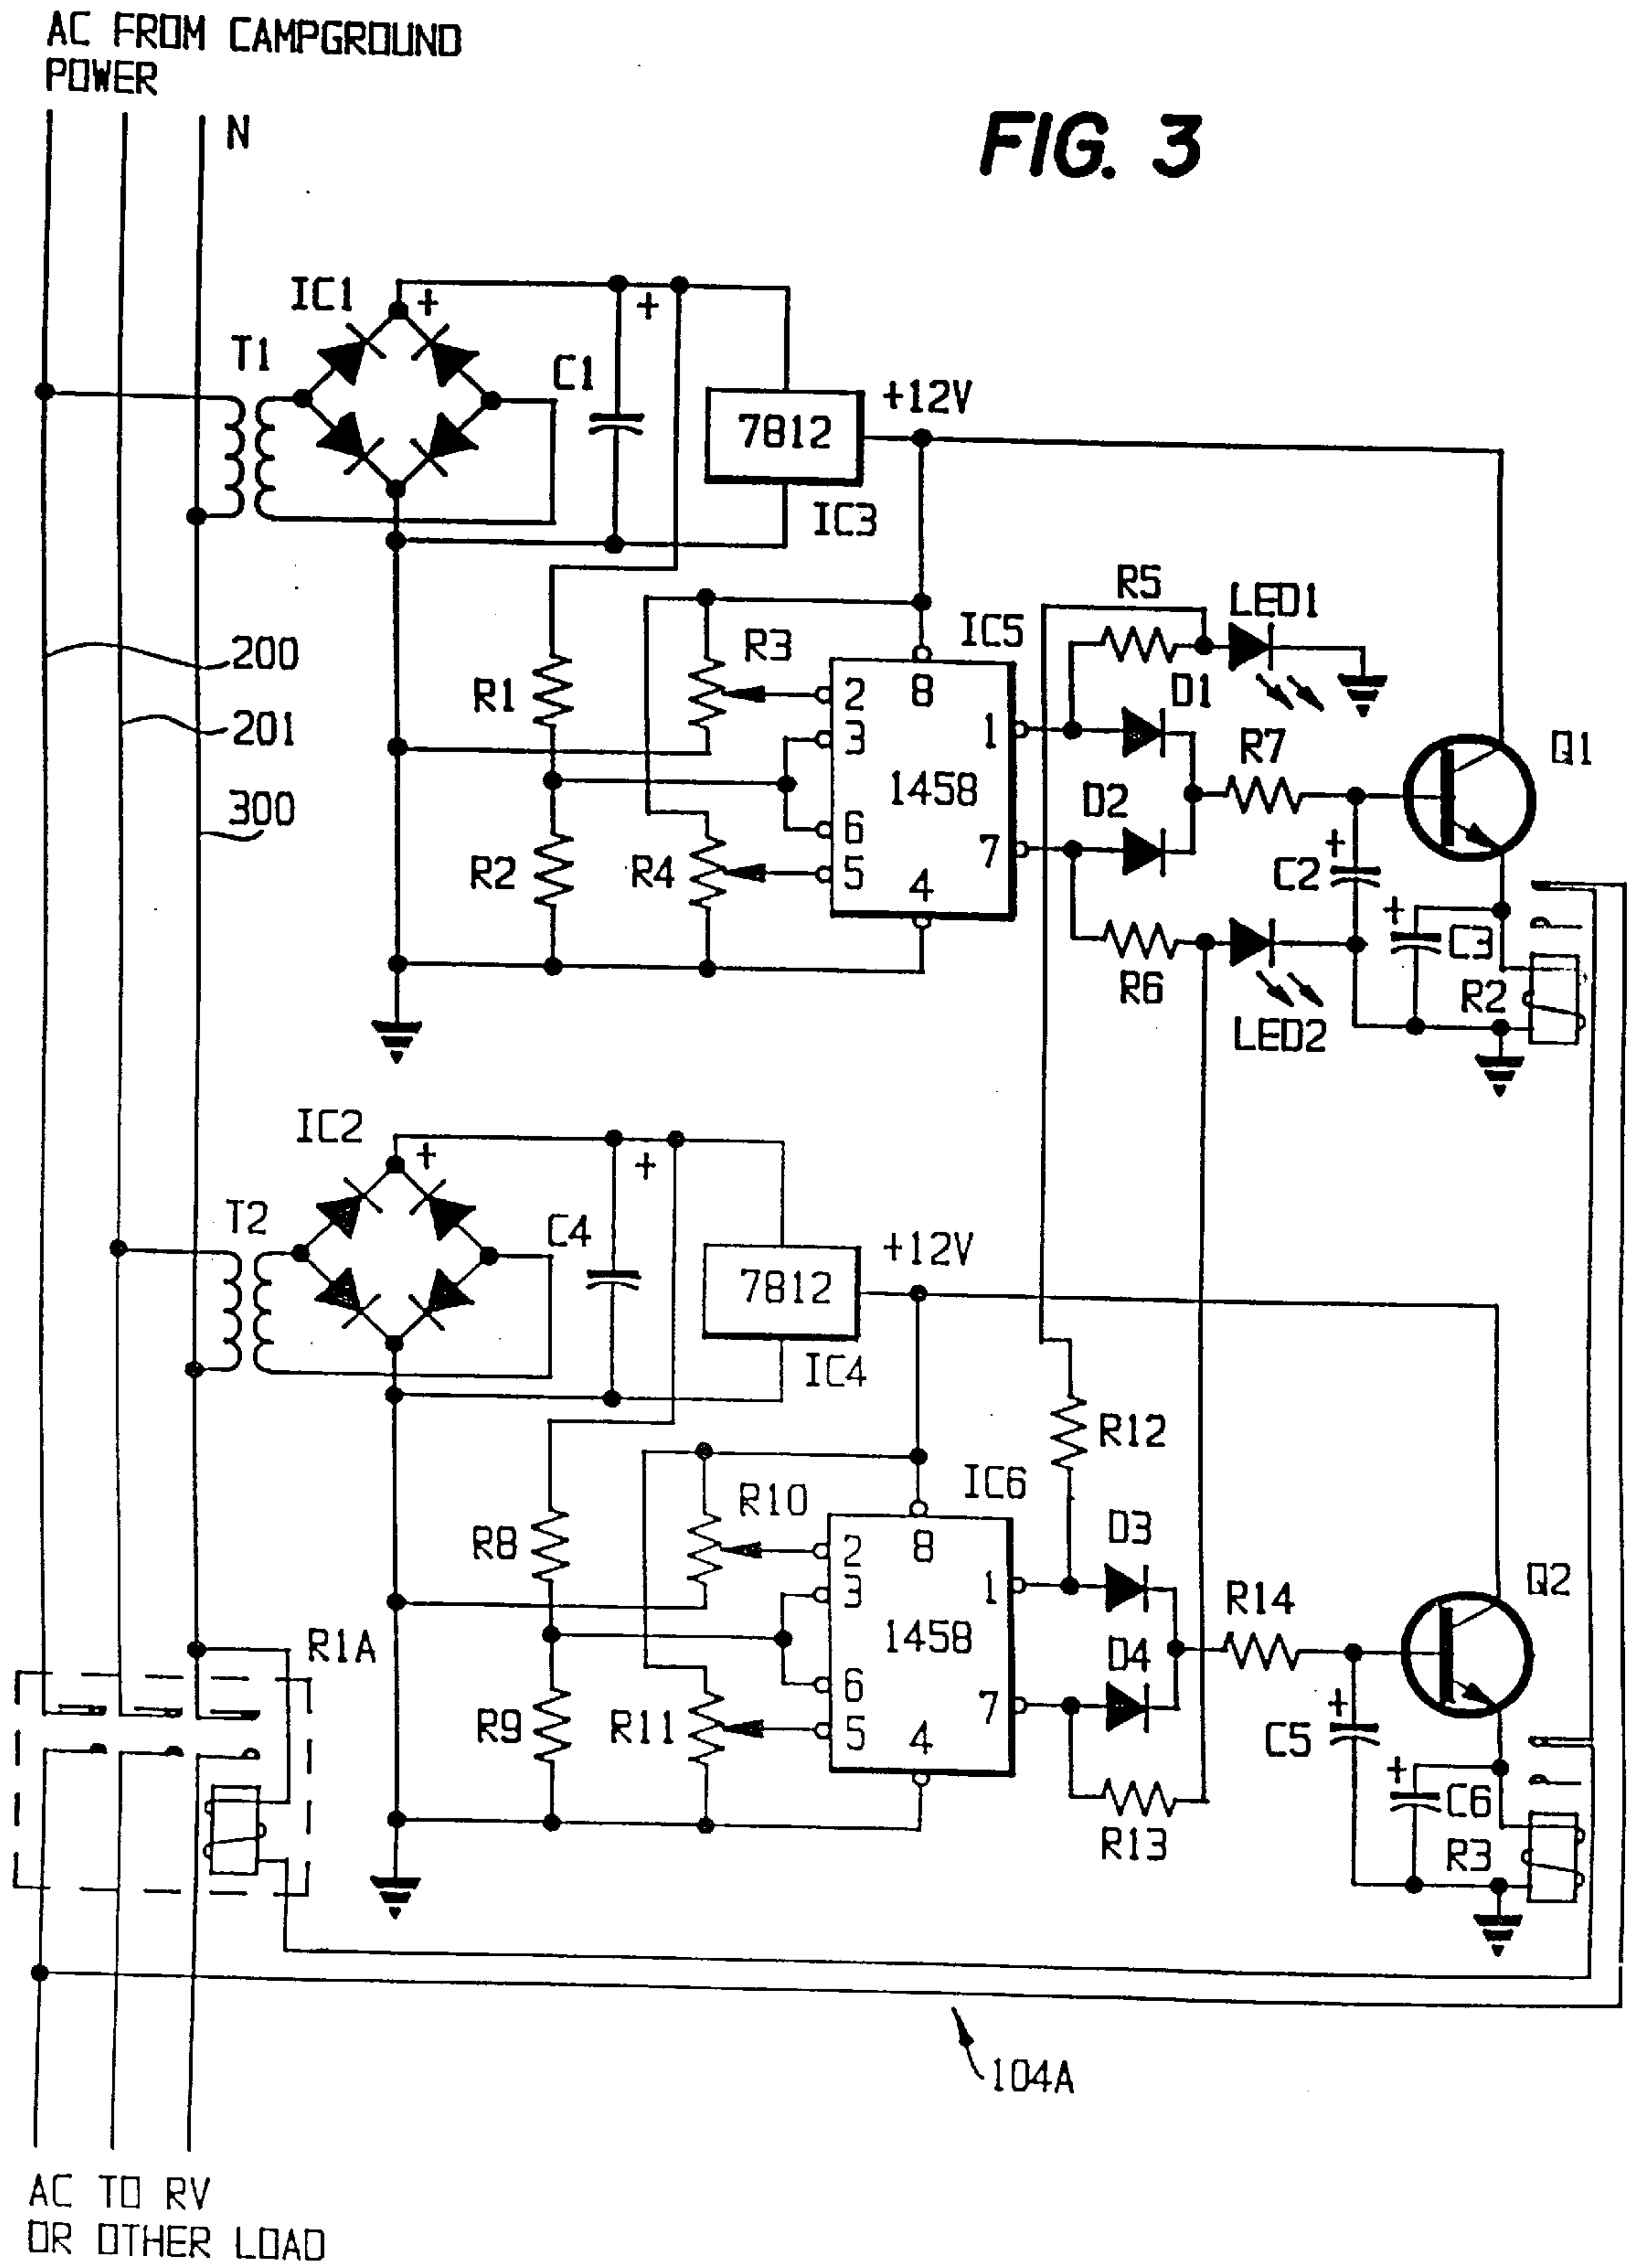 AC FROM CAMPGROUND
POWER
N
FIG. 3
IC1
+
+
T1
C1
+12V
7812
IC3
R5
LED1
IC5
R3
200
R1
2
8
D1
201
3
1
R7
Q1
1458
D2
300
6
7
R2
R4
5
4
C2
+
+
C3
R6
R2
LED2
IC2
+
+
T2
C4
+12V
7812
IC4
R12
IC6
R10
D3
R8
2
8
Q2
3
1
R14
R1A
1458
D4
6
7
R9
R11
5
4
+
C5
+
C6
R13
R3
104A
AC TO RV
OR OTHER LOAD